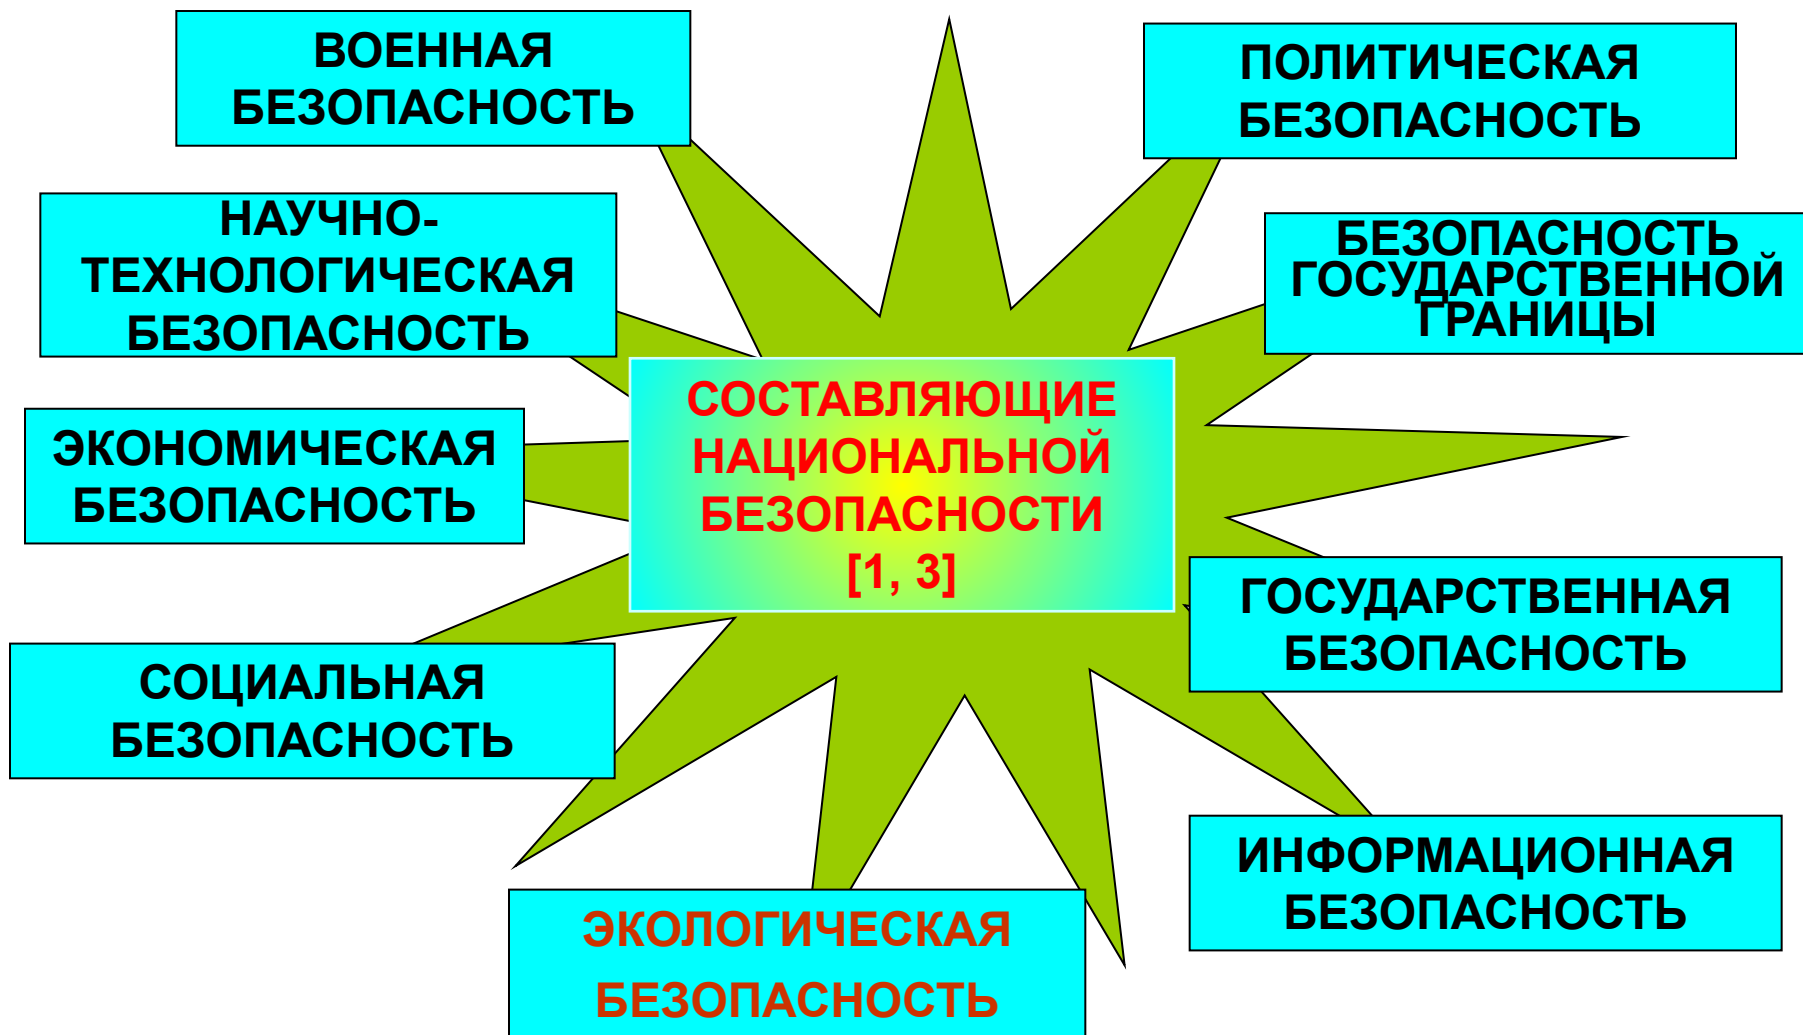 ВОЕННАЯ
БЕЗОПАСНОСТЬ
ПОЛИТИЧЕСКАЯ
БЕЗОПАСНОСТЬ
НАУЧНО-
ТЕХНОЛОГИЧЕСКАЯ
БЕЗОПАСНОСТЬ
БЕЗОПАСНОСТЬ
ГОСУДАРСТВЕННОЙ
ГРАНИЦЫ
СОСТАВЛЯЮЩИЕ
НАЦИОНАЛЬНОЙ
БЕЗОПАСНОСТИ
[1, 3]
ЭКОНОМИЧЕСКАЯ
БЕЗОПАСНОСТЬ
ГОСУДАРСТВЕННАЯ
БЕЗОПАСНОСТЬ
СОЦИАЛЬНАЯ
БЕЗОПАСНОСТЬ
ИНФОРМАЦИОННАЯ
БЕЗОПАСНОСТЬ
ЭКОЛОГИЧЕСКАЯ
БЕЗОПАСНОСТЬ